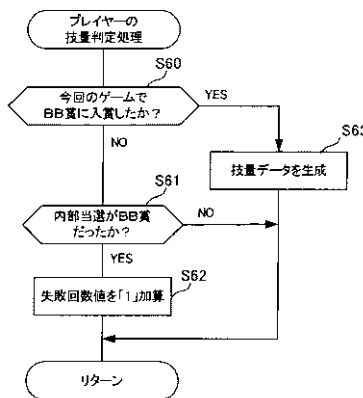 プレイヤーの
技量判定処理
S60
今回のゲームで
BB賞に入賞したか？
YES
NO
S63
技量データを生成
S61
内部当選がBB賞
だったか？
NO
YES
S62
失敗回数値を「1」加算
リターン